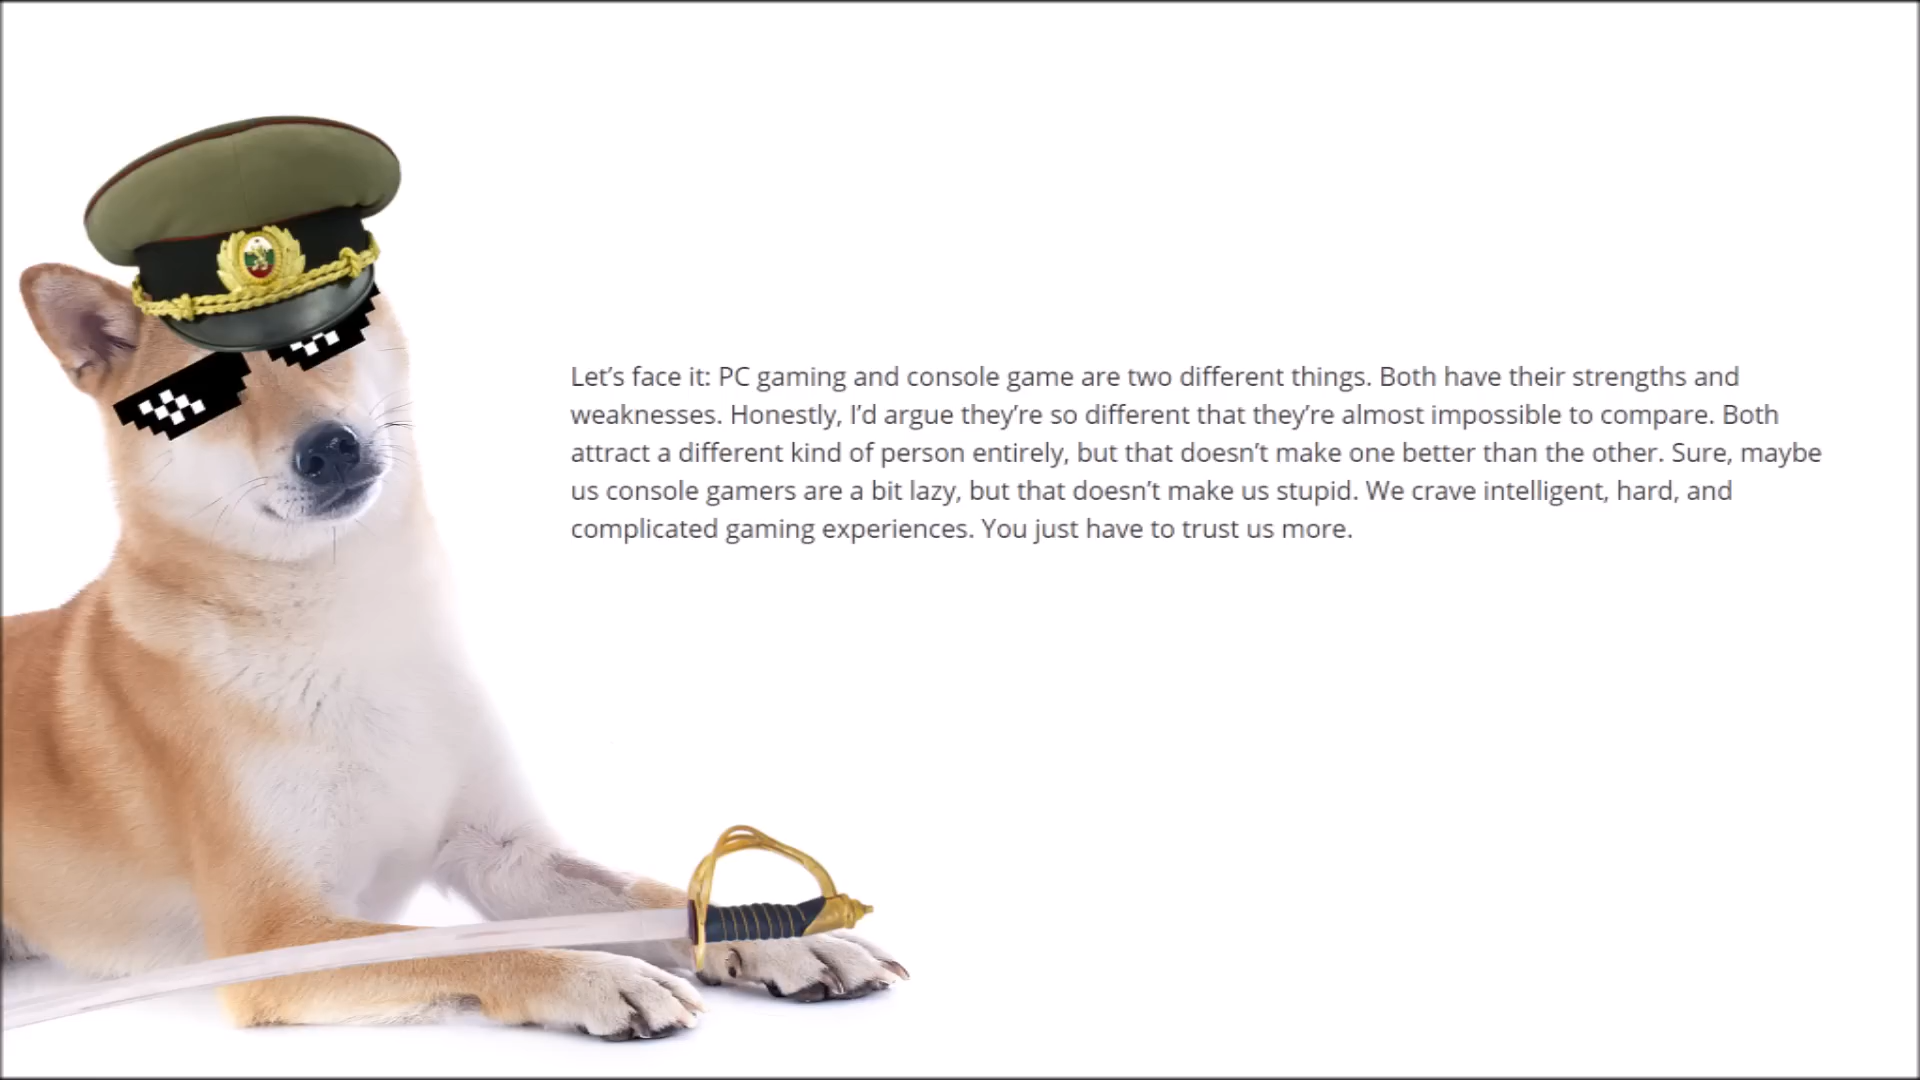 Let’s face it: PC gaming and console game are two different things. Both have their strengths and
weaknesses. Honestly, I’d argue they’re so different that they’re almost impossible to compare. Both
attract a different kind of person entirely, but that doesn’t make one better than the other. Sure, maybe
us console gamers are a bit lazy, but that doesn’t make us stupid. We crave intelligent, hard, and
complicated gaming experiences. You just have to trust us more.